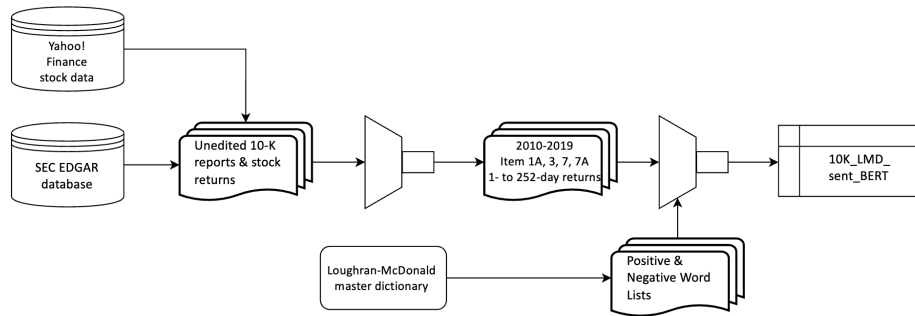 Yahoo!
Finance
stock data
SEC EDGAR
database
Unedited 10-K
reports & stock
returns
2010-2019
Item 1A, 3, 7, 7A
1- to 252-day returns
10K_LMD_
sent_BERT
Loughran-McDonald
master dictionary
Positive &
Negative Word
Lists